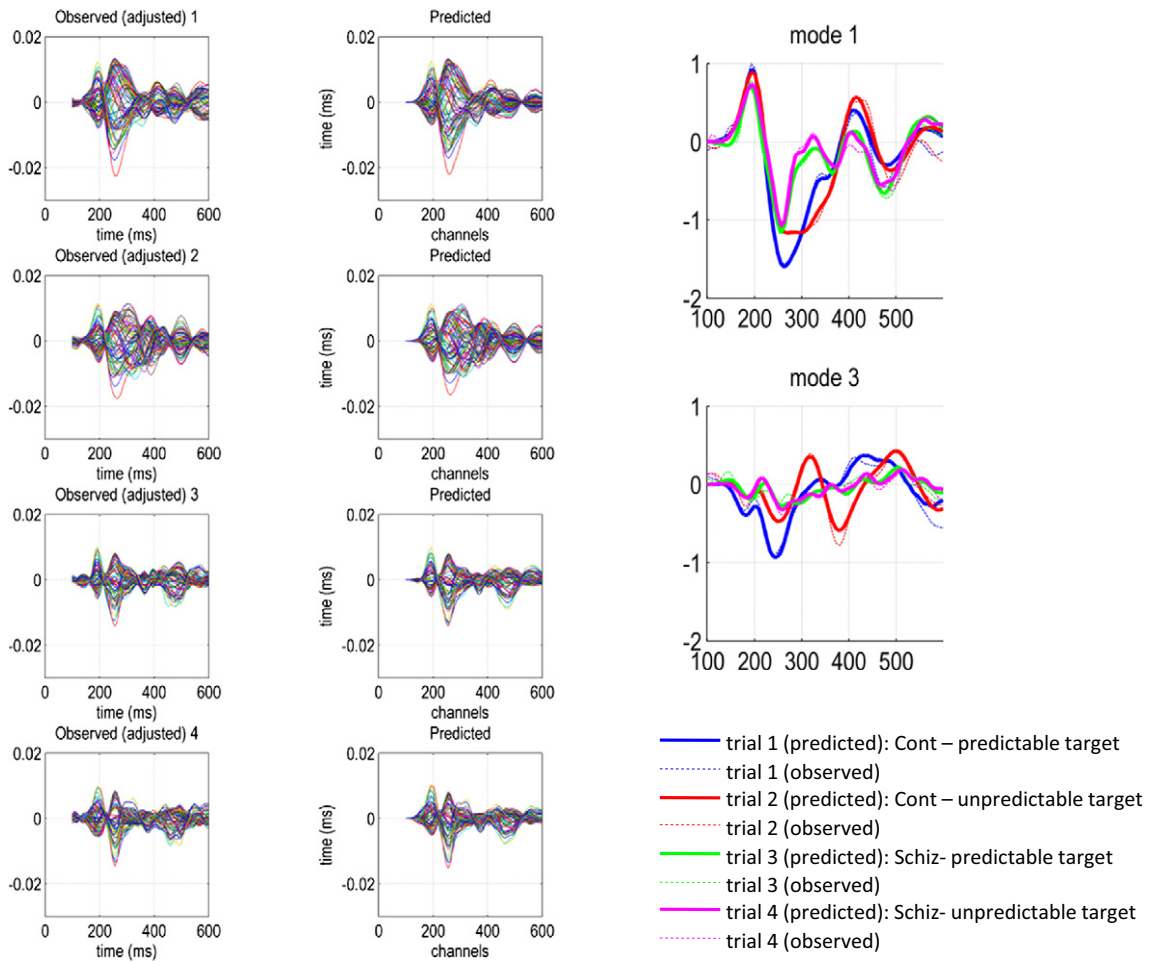 Observed (adjusted) 1
0.02
0
-0.02
0 200 400 600
time (ms)
Predicted
0.02
0
-0.02
time (ms)
0 200 400 600
channels
Observed (adjusted) 2
0.02
0
-0.02
0 200 400 600
time (ms)
Predicted
0.02
0
-0.02
time (ms)
0 200 400 600
channels
Observed (adjusted) 3
0.02
0
-0.02
0 200 400 600
time (ms)
Predicted
0.02
0
-0.02
time (ms)
0 200 400 600
channels
Observed (adjusted) 4
0.02
0
-0.02
0 200 400 600
time (ms)
Predicted
0.02
0
-0.02
time (ms)
0 200 400 600
channels
mode 1
1
0
-1
-2
100 200 300 400 500
mode 3
1
0
-1
-2
100 200 300 400 500
trial 1 (predicted): Cont – predictable target
trial 1 (observed)
trial 2 (predicted): Cont – unpredictable target
trial 2 (observed)
trial 3 (predicted): Schiz- predictable target
trial 3 (observed)
trial 4 (predicted): Schiz- unpredictable target
trial 4 (observed)